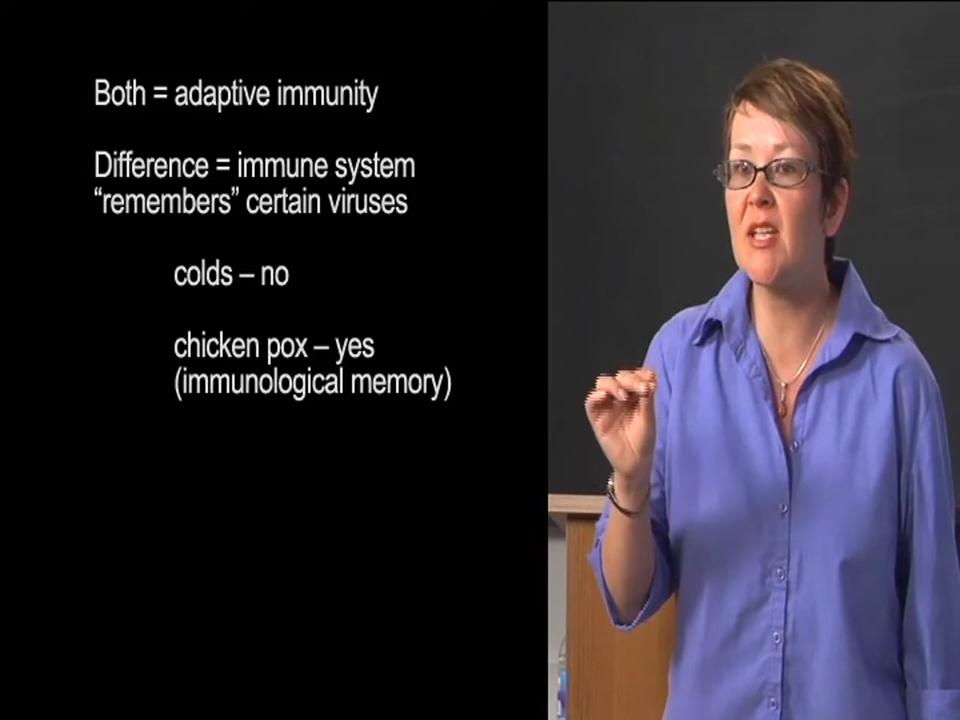 Both = adaptive immunity
Difference = immune system
“remembers” certain viruses
colds – no
chicken pox – yes
(immunological memory)